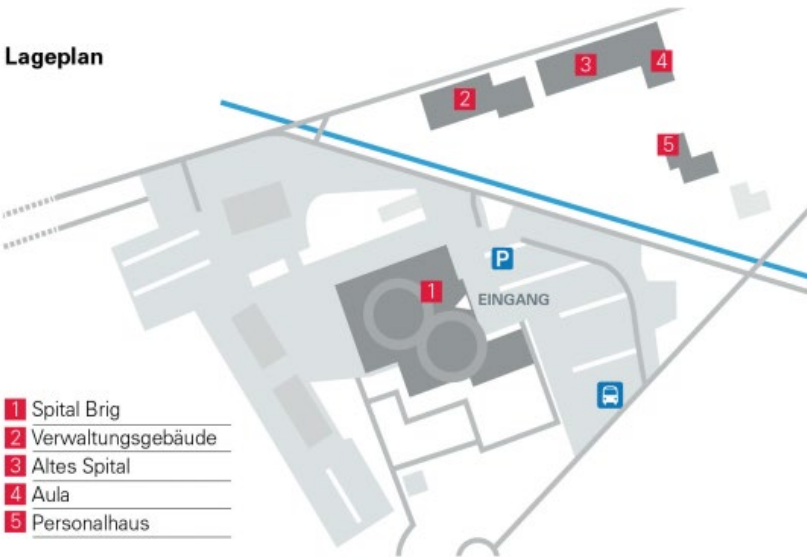 Lageplan
2
3
4
5
P
1
EINGANG
1 Spital Brig
2 Verwaltungsgebäude
3 Altes Spital
4 Aula
5 Personalhaus